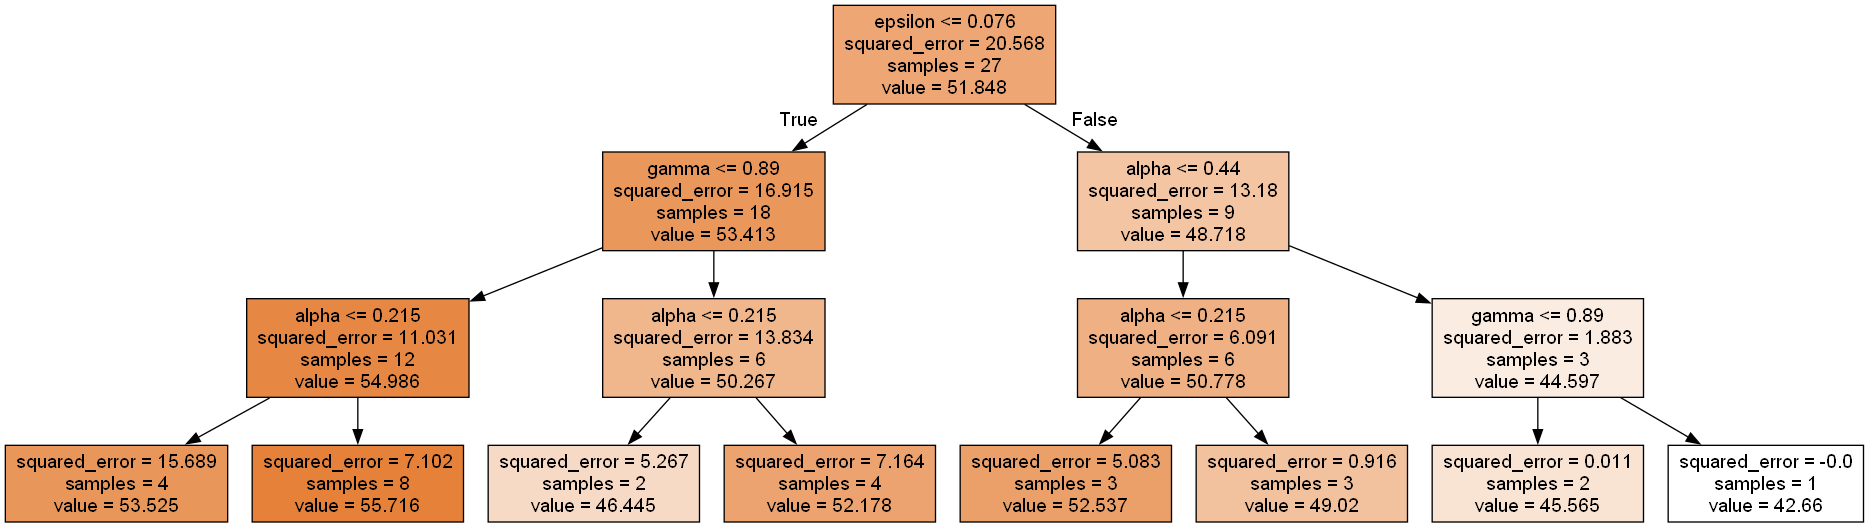 epsilon <= 0.076
squared_error = 20.568
samples = 27
value = 51.848
True
False
gamma <= 0.89
squared_error = 16.915
samples = 18
value = 53.413
alpha <= 0.44
squared_error = 13.18
samples = 9
value = 48.718
alpha <= 0.215
squared_error = 11.031
samples = 12
value = 54.986
alpha <= 0.215
squared_error = 13.834
samples = 6
value = 50.267
alpha <= 0.215
squared_error = 6.091
samples = 6
value = 50.778
gamma <= 0.89
squared_error = 1.883
samples = 3
value = 44.597
squared_error = 15.689
samples = 4
value = 53.525
squared_error = 7.102
samples = 8
value = 55.716
squared_error = 5.267
samples = 2
value = 46.445
squared_error = 7.164
samples = 4
value = 52.178
squared_error = 5.083
samples = 3
value = 52.537
squared_error = 0.916
samples = 3
value = 49.02
squared_error = 0.011
samples = 2
value = 45.565
squared_error = -0.0
samples = 1
value = 42.66